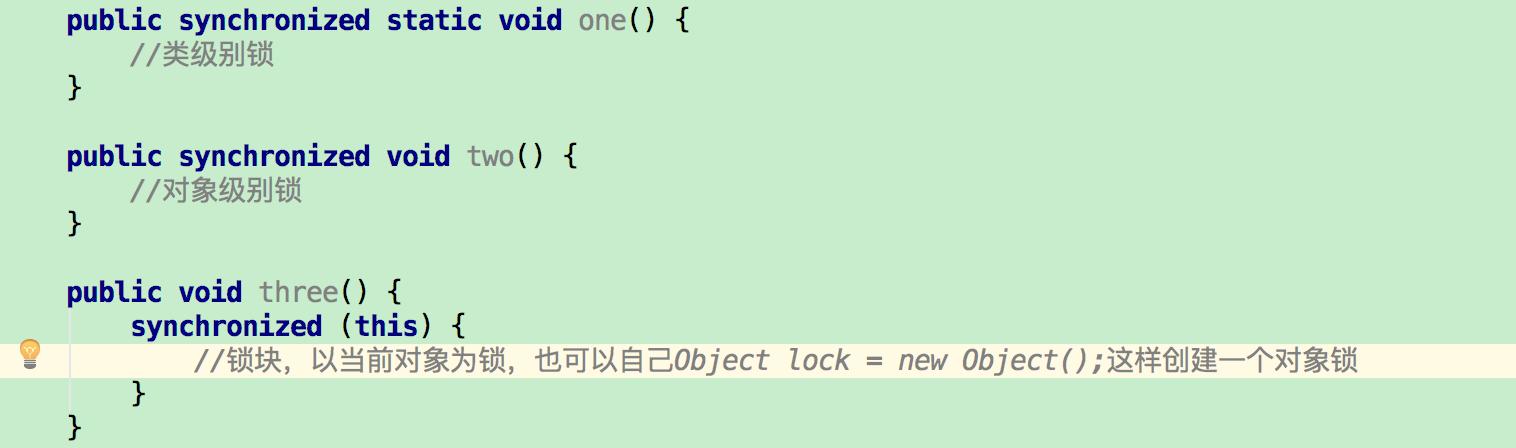 public synchronized static void one() {
//类级别锁
}
public synchronized void two() {
//对象级别锁
}
public void three() {
synchronized (this) {
//锁块，以当前对象为锁，也可以自己Object lock = new Object();这样创建一个对象锁
}
}